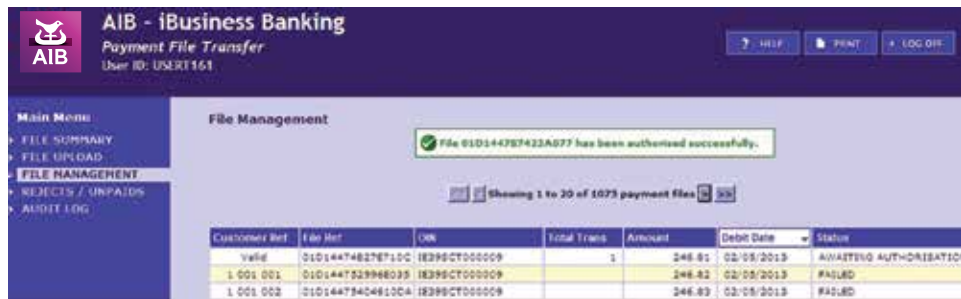 AIB - iBusiness Banking
Payment File Transfer
User ID: USERT161
AIB
? HELP
PRINT
LOG OFF
Main Menu
FILE SUMMARY
FILE UPLOAD
FILE MANAGEMENT
REJECTS / UNPAIDS
AUDIT LOG
File Management
File has been authorised successfully.
Showing 1 to 20 of 1073 payment files > >>
Customer Ref File Ref OIN Total Trans Amount Debit Date Status
Valid IE39SCT000009 1 246.81 02/05/2013 AWAITING AUTHORISATIO
1 001 001 IE39SCT000009 246.82 02/05/2013 FAILED
1 001 002 IE39SCT000009 246.83 02/05/2013 FAILED